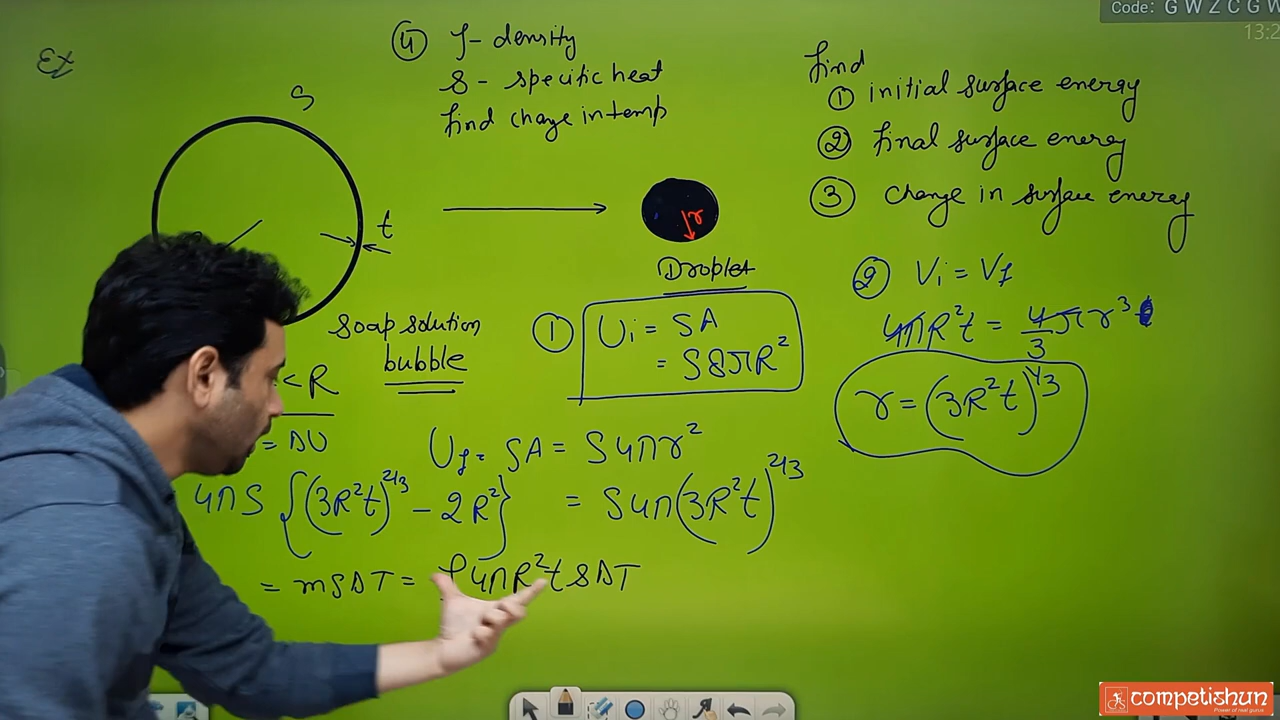 Code: G W Z C G W
13:2
Ex
④ ρ- density
s - specific heat
find change in temp
S
t
soap solution
bubble
< R
r
Droplet
find
① initial surface energy
② final surface energy
③ change in surface energy
① Ui = SA
= S8πR²
② Vi = Vf
4πR²t = 4/3 πr³
r = (3R²t)^1/3
= ΔU
Uf = SA = S4πr²
= S4π(3R²t)^2/3
4πS {(3R²t)^2/3 - 2R²}
= msΔT = ρ4πR²t sΔT
competishun